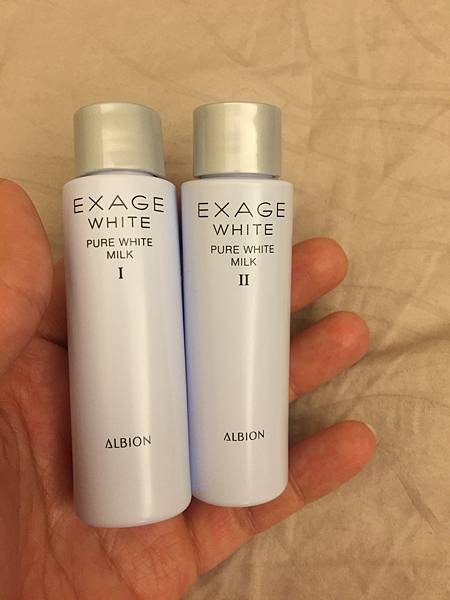 EXAGE
WHITE
PURE WHITE
MILK
I
ALBION
EXAGE
WHITE
PURE WHITE
MILK
II
ALBION